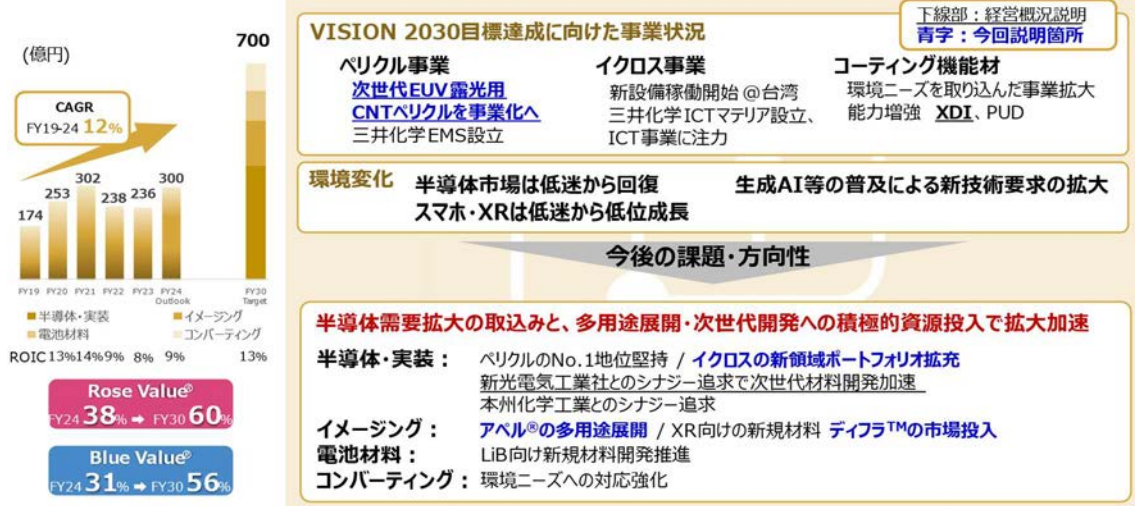 (億円)
700
CAGR
FY19-24 12%
302
300
253
238
236
174
FY19 FY20 FY21 FY22 FY23 FY24 FY30
Outlook Target
■半導体・実装 ■イメージング
■電池材料 ■コンバーティング
ROIC 13% 14% 9% 8% 9% 13%
Rose Value®
FY24 38% ➡ FY30 60%
Blue Value®
FY24 31% ➡ FY30 56%
下線部：経営概況説明
青字：今回説明箇所
VISION 2030目標達成に向けた事業状況
ペリクル事業
次世代EUV露光用
CNTペリクルを事業化へ
三井化学EMS設立
イクロス事業
新設備稼働開始＠台湾
三井化学ICTマテリア設立、
ICT事業に注力
コーティング機能材
環境ニーズを取り込んだ事業拡大
能力増強 XDI、PUD
環境変化 半導体市場は低迷から回復 生成AI等の普及による新技術要求の拡大
スマホ・XRは低迷から低位成長
今後の課題・方向性
半導体需要拡大の取込みと、多用途展開・次世代開発への積極的資源投入で拡大加速
半導体・実装： ペリクルのNo.1地位堅持 / イクロスの新領域ポートフォリオ拡充
新光電気工業社とのシナジー追求で次世代材料開発加速
本州化学工業とのシナジー追求
イメージング： アペル®の多用途展開 / XR向けの新規材料 ディフラ™の市場投入
電池材料： LiB向け新規材料開発推進
コンバーティング： 環境ニーズへの対応強化